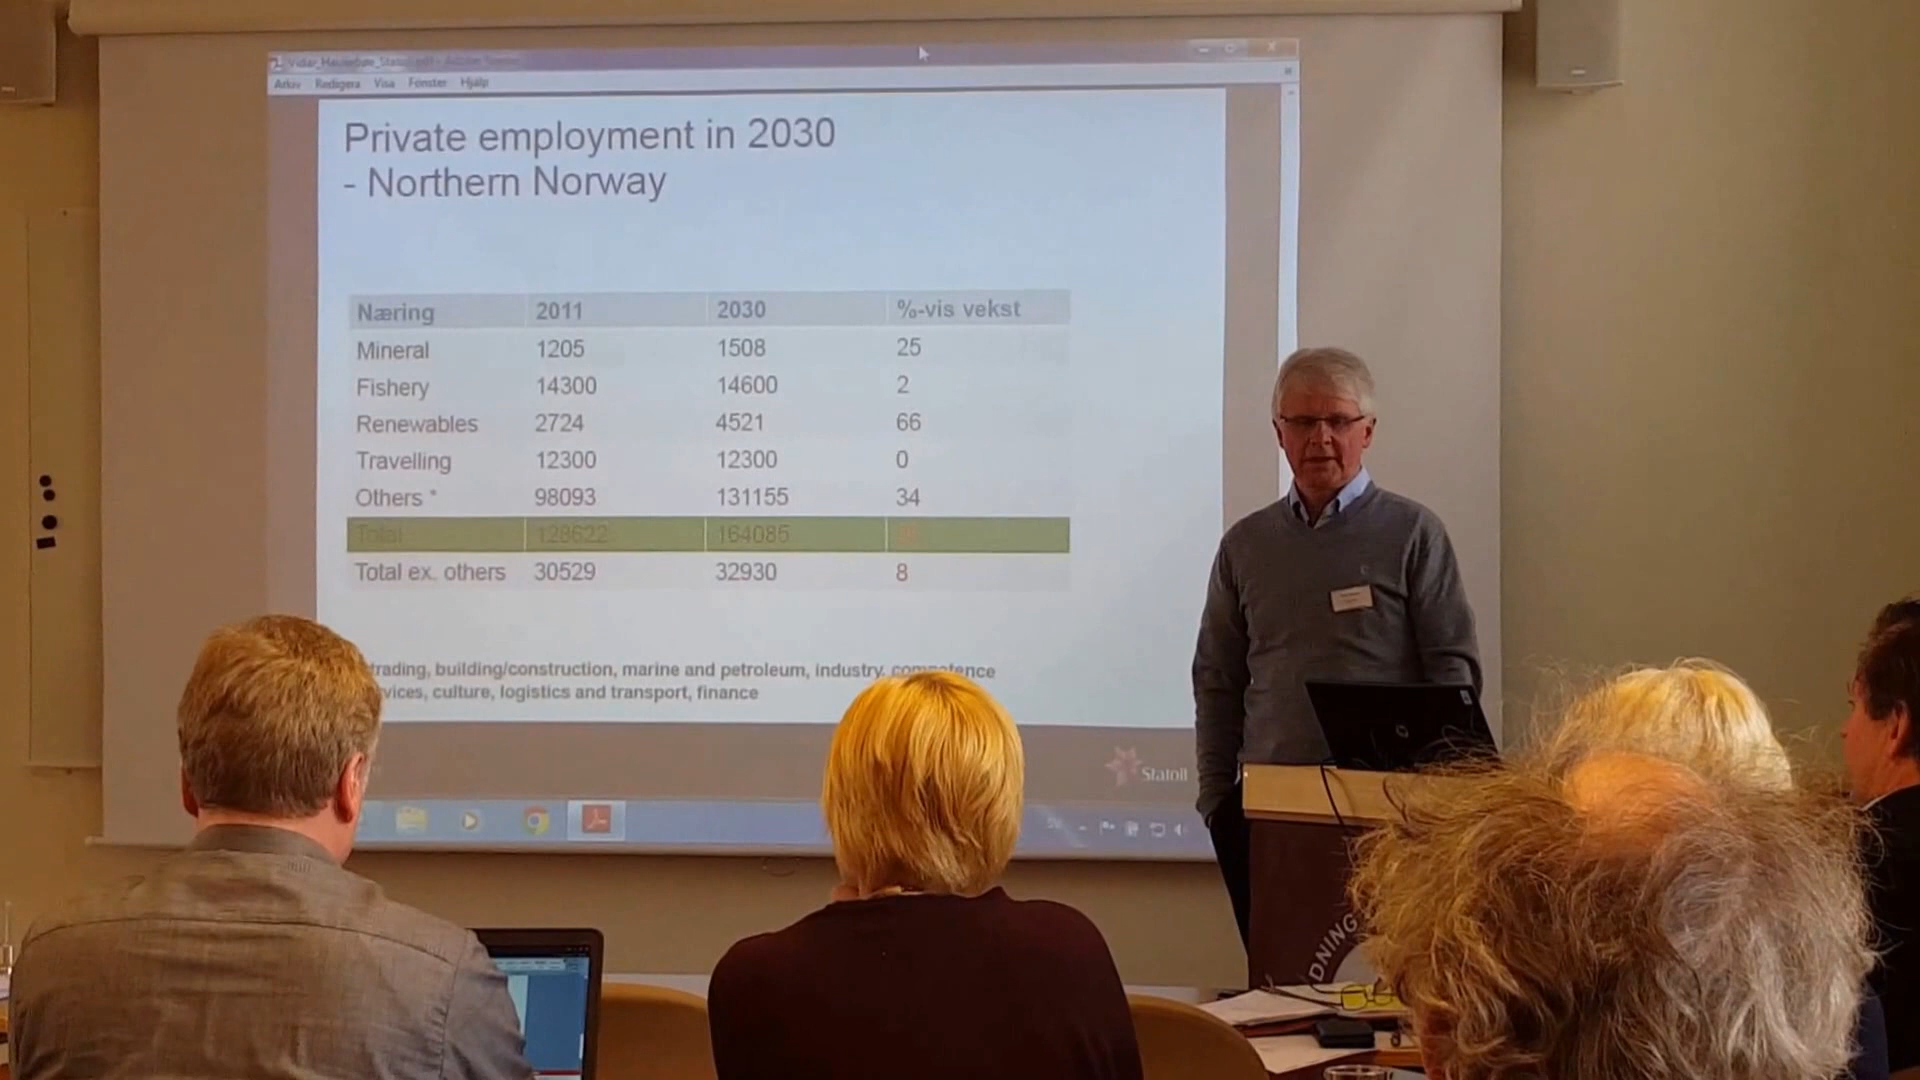 Arkiv Redigera Visa Fönster Hjälp
Private employment in 2030
- Northern Norway
Næring 2011 2030 %-vis vekst
Mineral 1205 1508 25
Fishery 14300 14600 2
Renewables 2724 4521 66
Travelling 12300 12300 0
Others * 98093 131155 34
Total 128622 164085
Total ex. others 30529 32930 8
trading, building/construction, marine and petroleum, industry, competence
vices, culture, logistics and transport, finance
Statoil
DNING